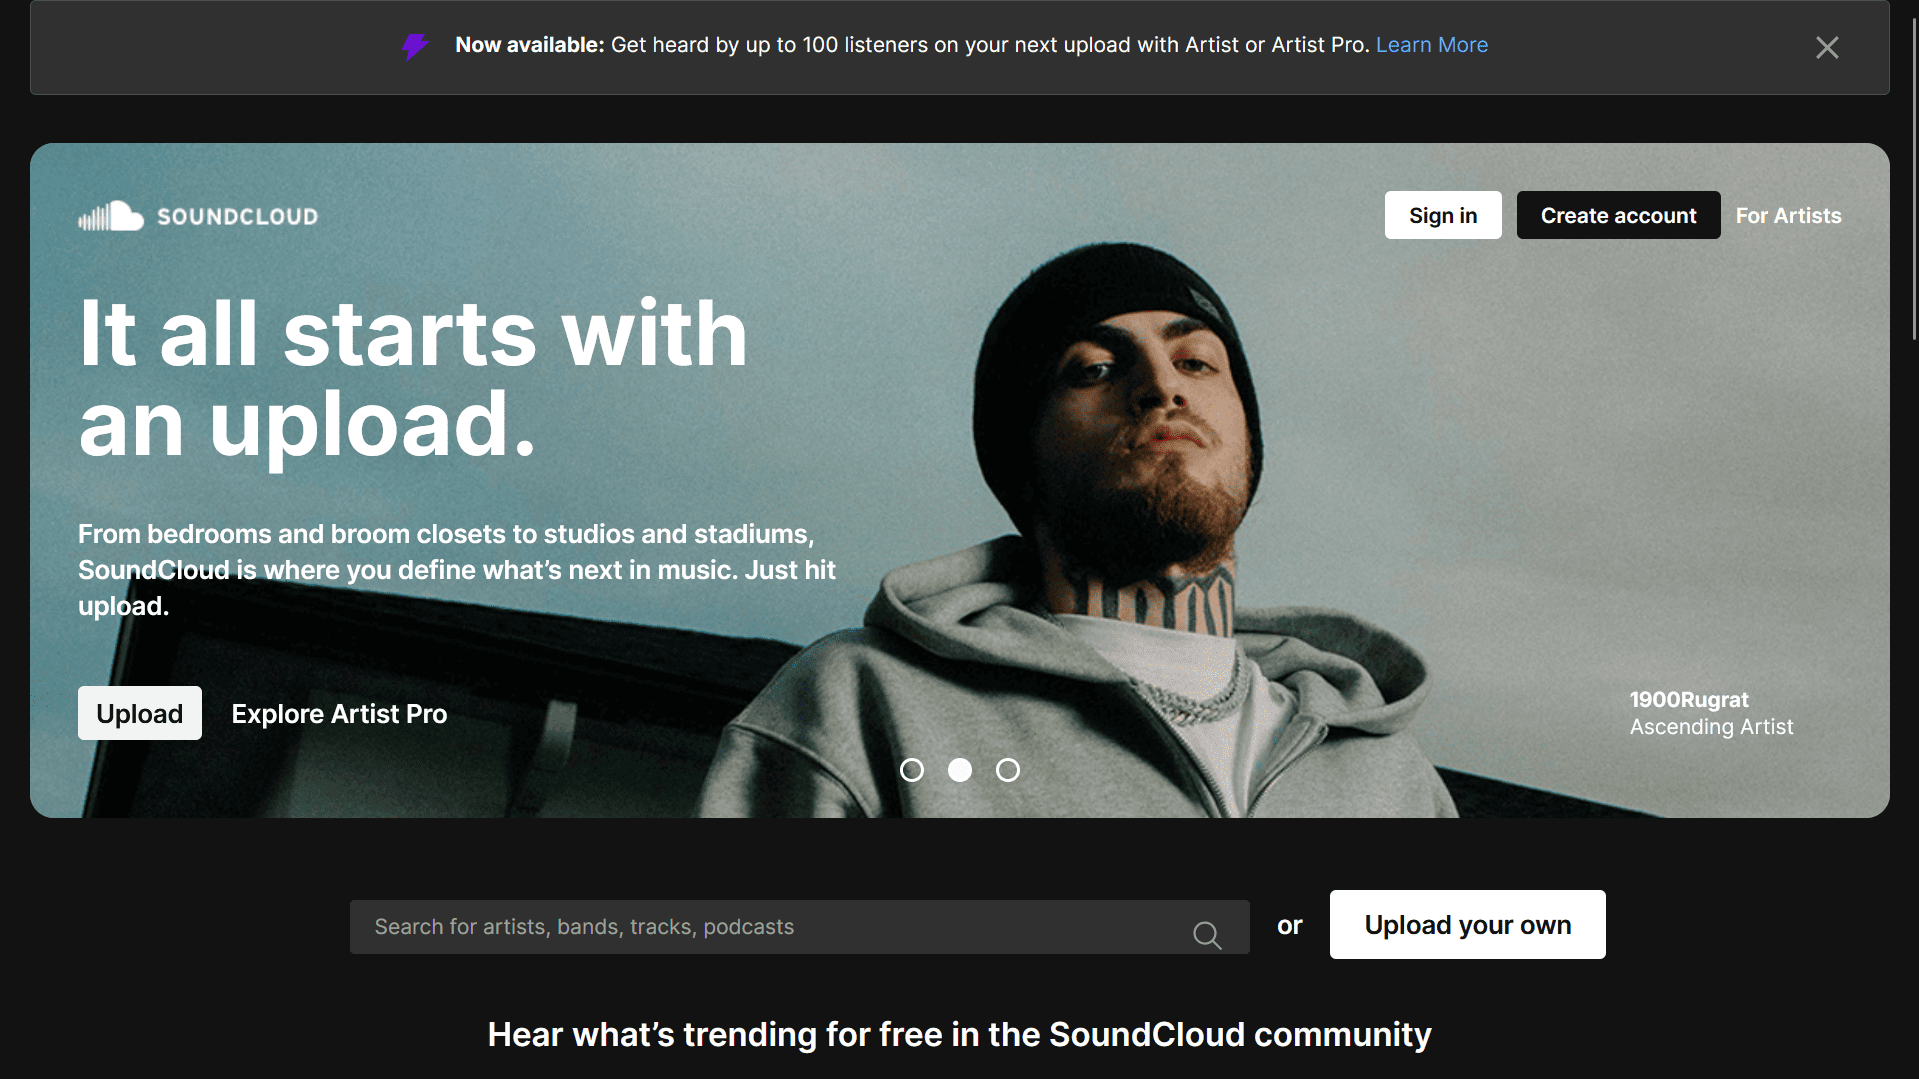 Now available: Get heard by up to 100 listeners on your next upload with Artist or Artist Pro. Learn More
SOUNDCLOUD
Sign in
Create account
For Artists
It all starts with
an upload.
From bedrooms and broom closets to studios and stadiums,
SoundCloud is where you define what’s next in music. Just hit
upload.
Upload
Explore Artist Pro
1900Rugrat
Ascending Artist
Search for artists, bands, tracks, podcasts
or
Upload your own
Hear what’s trending for free in the SoundCloud community